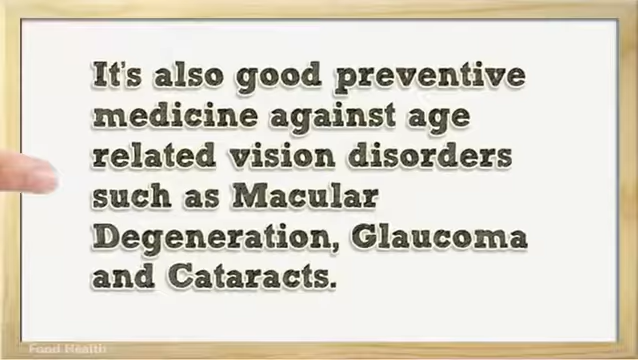 It's also good preventive
medicine against age
related vision disorders
such as Macular
Degeneration, Glaucoma
and Cataracts.
Food Health